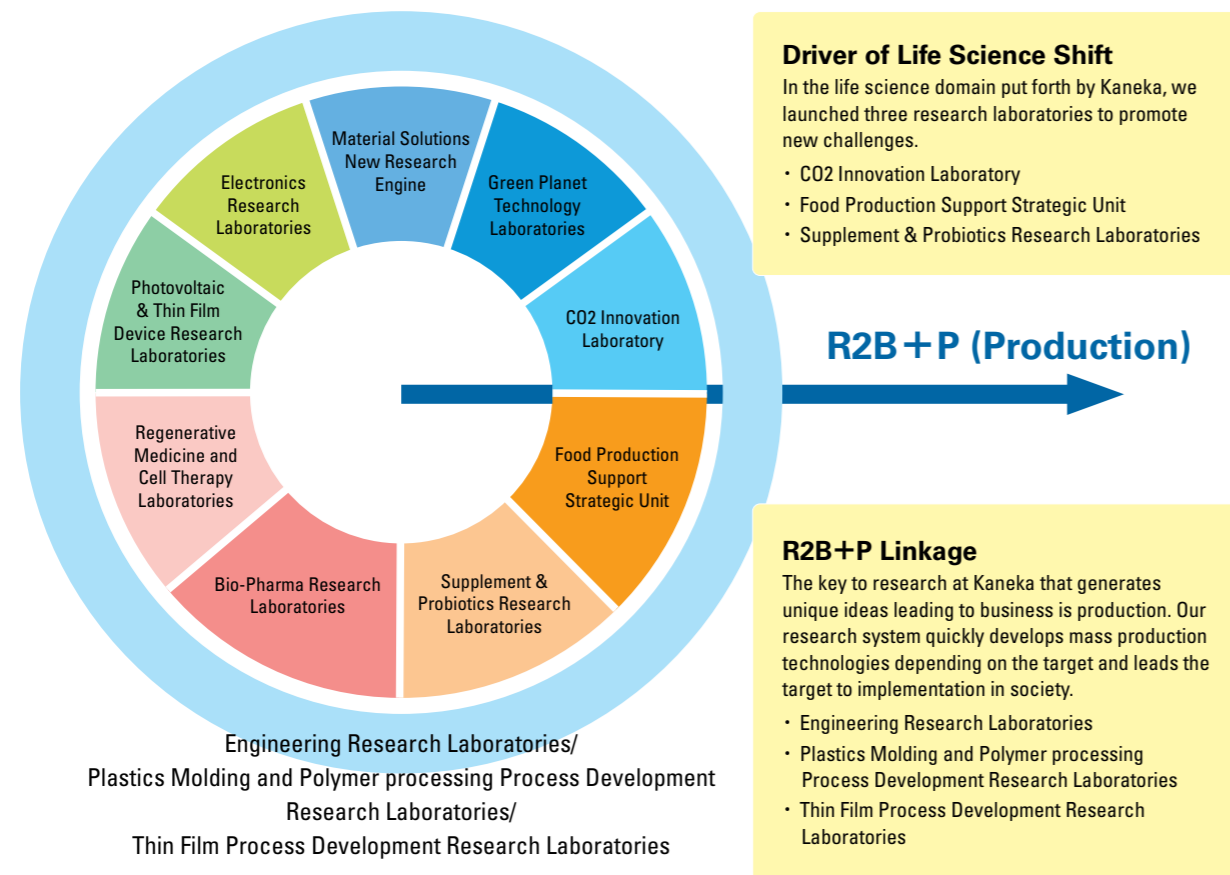 Material Solutions
New Research
Engine
Green Planet
Technology
Laboratories
CO2 Innovation
Laboratory
Food Production
Support
Strategic Unit
Supplement &
Probiotics Research
Laboratories
Bio-Pharma Research
Laboratories
Regenerative
Medicine and
Cell Therapy
Laboratories
Photovoltaic
& Thin Film
Device Research
Laboratories
Electronics
Research
Laboratories
Engineering Research Laboratories/
Plastics Molding and Polymer processing Process Development
Research Laboratories/
Thin Film Process Development Research Laboratories
Driver of Life Science Shift
In the life science domain put forth by Kaneka, we
launched three research laboratories to promote
new challenges.
・CO2 Innovation Laboratory
・Food Production Support Strategic Unit
・Supplement & Probiotics Research Laboratories
R2B+P (Production)
R2B+P Linkage
The key to research at Kaneka that generates
unique ideas leading to business is production. Our
research system quickly develops mass production
technologies depending on the target and leads the
target to implementation in society.
・Engineering Research Laboratories
・Plastics Molding and Polymer processing
Process Development Research Laboratories
・Thin Film Process Development Research
Laboratories